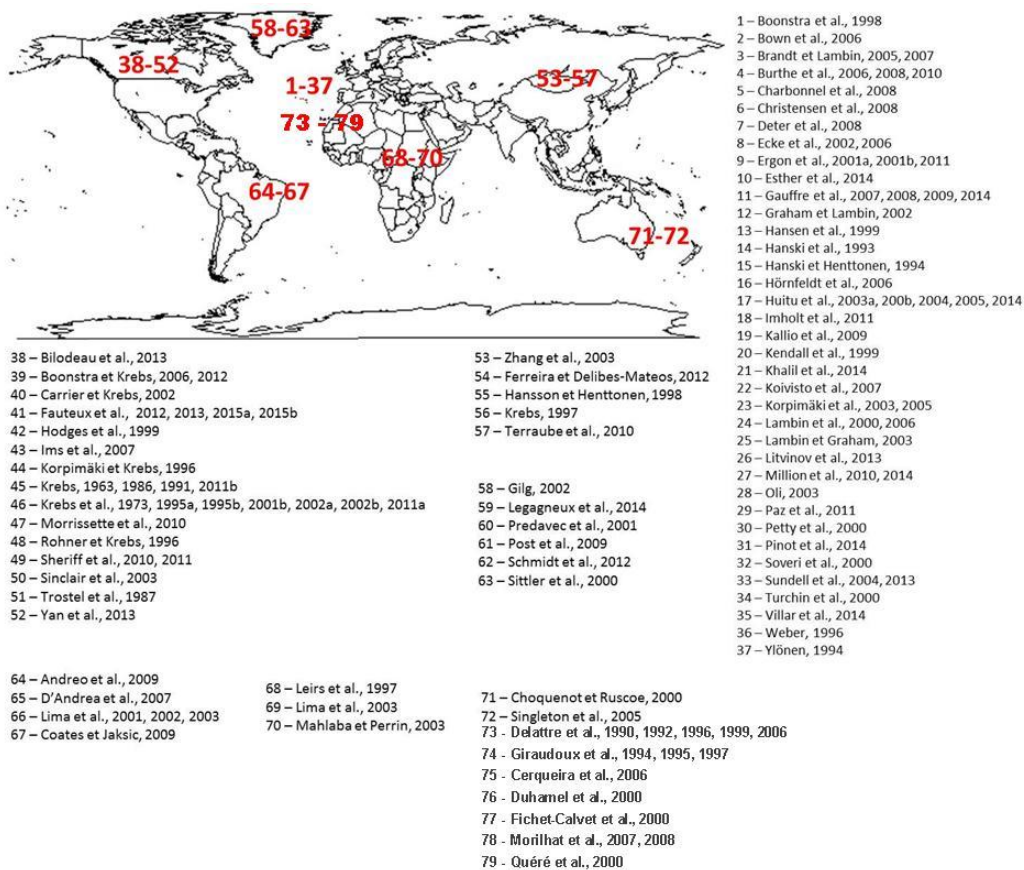 58-63
38-52
1-37
53-57
73 – 79
68-70
64-67
71-72
1 – Boonstra et al., 1998
2 – Bown et al., 2006
3 – Brandt et Lambin, 2005, 2007
4 – Burthe et al., 2006, 2008, 2010
5 – Charbonnel et al., 2008
6 – Christensen et al., 2008
7 – Deter et al., 2008
8 – Ecke et al., 2002, 2006
9 – Ergon et al., 2001a, 2001b, 2011
10 – Esther et al., 2014
11 – Gauffre et al., 2007, 2008, 2009, 2014
12 – Graham et Lambin, 2002
13 – Hansen et al., 1999
14 – Hanski et al., 1993
15 – Hanski et Henttonen, 1994
16 – Hörnfeldt et al., 2006
17 – Huitu et al., 2003a, 200b, 2004, 2005, 2014
18 – Imholt et al., 2011
19 – Kallio et al., 2009
20 – Kendall et al., 1999
21 – Khalil et al., 2014
22 – Koivisto et al., 2007
23 – Korpimäki et al., 2003, 2005
24 – Lambin et al., 2000, 2006
25 – Lambin et Graham, 2003
26 – Litvinov et al., 2013
27 – Million et al., 2010, 2014
28 – Oli, 2003
29 – Paz et al., 2011
30 – Petty et al., 2000
31 – Pinot et al., 2014
32 – Soveri et al., 2000
33 – Sundell et al., 2004, 2013
34 – Turchin et al., 2000
35 – Villar et al., 2014
36 – Weber, 1996
37 – Ylönen, 1994
38 – Bilodeau et al., 2013
39 – Boonstra et Krebs, 2006, 2012
40 – Carrier et Krebs, 2002
41 – Fauteux et al., 2012, 2013, 2015a, 2015b
42 – Hodges et al., 1999
43 – Ims et al., 2007
44 – Korpimäki et Krebs, 1996
45 – Krebs, 1963, 1986, 1991, 2011b
46 – Krebs et al., 1973, 1995a, 1995b, 2001b, 2002a, 2002b, 2011a
47 – Morrissette et al., 2010
48 – Rohner et Krebs, 1996
49 – Sheriff et al., 2010, 2011
50 – Sinclair et al., 2003
51 – Trostel et al., 1987
52 – Yan et al., 2013
53 – Zhang et al., 2003
54 – Ferreira et Delibes-Mateos, 2012
55 – Hansson et Henttonen, 1998
56 – Krebs, 1997
57 – Terraube et al., 2010
58 – Gilg, 2002
59 – Legagneux et al., 2014
60 – Predavec et al., 2001
61 – Post et al., 2009
62 – Schmidt et al., 2012
63 – Sittler et al., 2000
64 – Andreo et al., 2009
65 – D'Andrea et al., 2007
66 – Lima et al., 2001, 2002, 2003
67 – Coates et Jaksic, 2009
68 – Leirs et al., 1997
69 – Lima et al., 2003
70 – Mahlaba et Perrin, 2003
71 – Choquenot et Ruscoe, 2000
72 – Singleton et al., 2005
73 - Delattre et al., 1990, 1992, 1996, 1999, 2006
74 - Giraudoux et al., 1994, 1995, 1997
75 - Cerqueira et al., 2006
76 - Duhamel et al., 2000
77 - Fichet-Calvet et al., 2000
78 - Morilhat et al., 2007, 2008
79 - Quéré et al., 2000